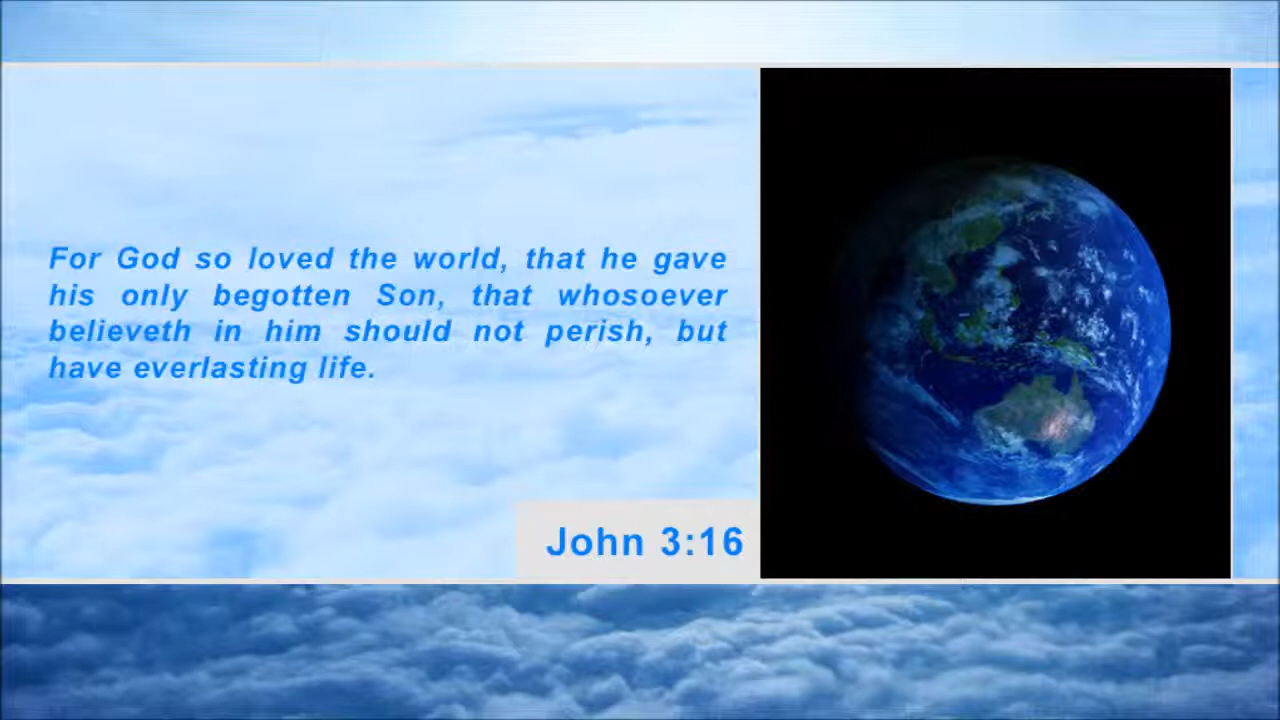 For God so loved the world, that he gave
his only begotten Son, that whosoever
believeth in him should not perish, but
have everlasting life.
John 3:16